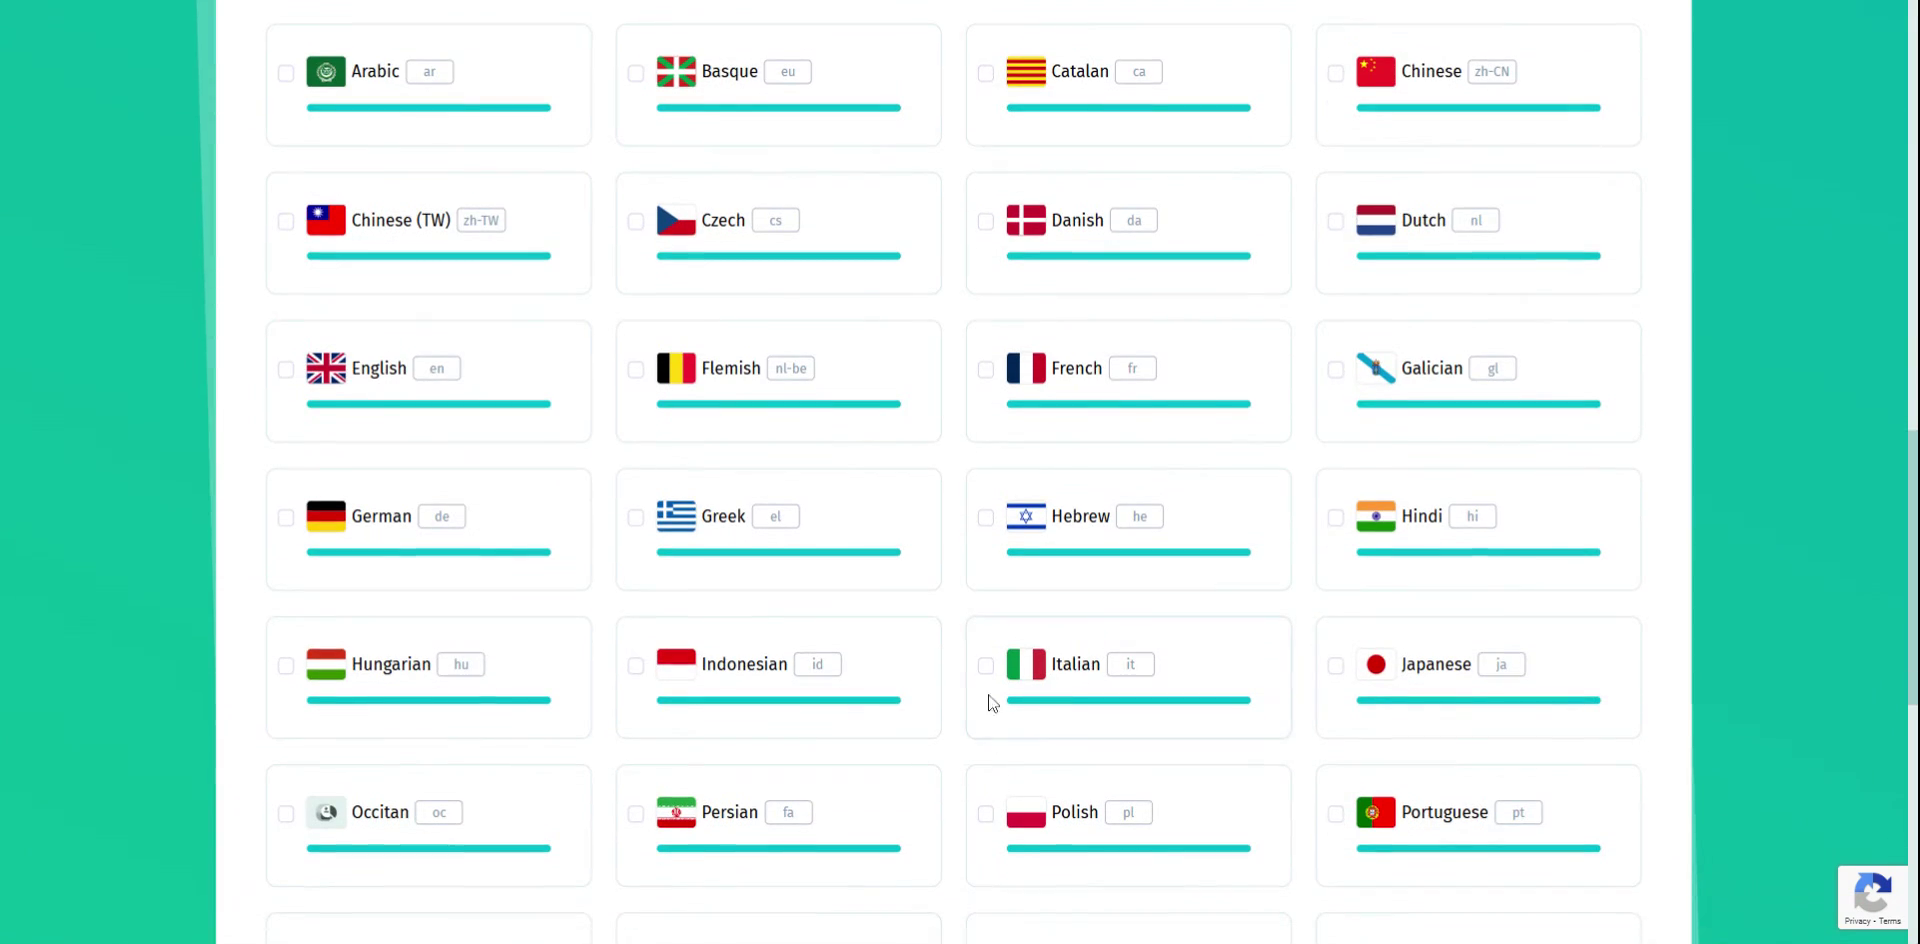 Arabic ar Basque eu Catalan ca Chinese zh-CN
Chinese (TW) zh-TW Czech cs Danish da Dutch nl
English en Flemish nl-be French fr Galician gl
German de Greek el Hebrew he Hindi hi
Hungarian hu Indonesian id Italian it Japanese ja
Occitan oc Persian fa Polish pl Portuguese pt
Privacy - Terms